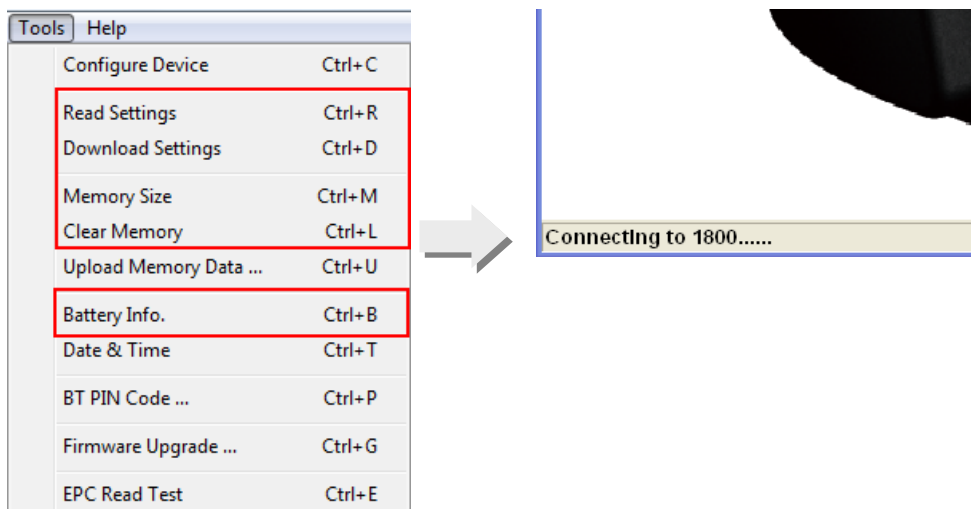 Tools Help
Configure Device Ctrl+C
Read Settings Ctrl+R
Download Settings Ctrl+D
Memory Size Ctrl+M
Clear Memory Ctrl+L
Upload Memory Data ... Ctrl+U
Battery Info. Ctrl+B
Date & Time Ctrl+T
BT PIN Code ... Ctrl+P
Firmware Upgrade ... Ctrl+G
EPC Read Test Ctrl+E
Connecting to 1800......